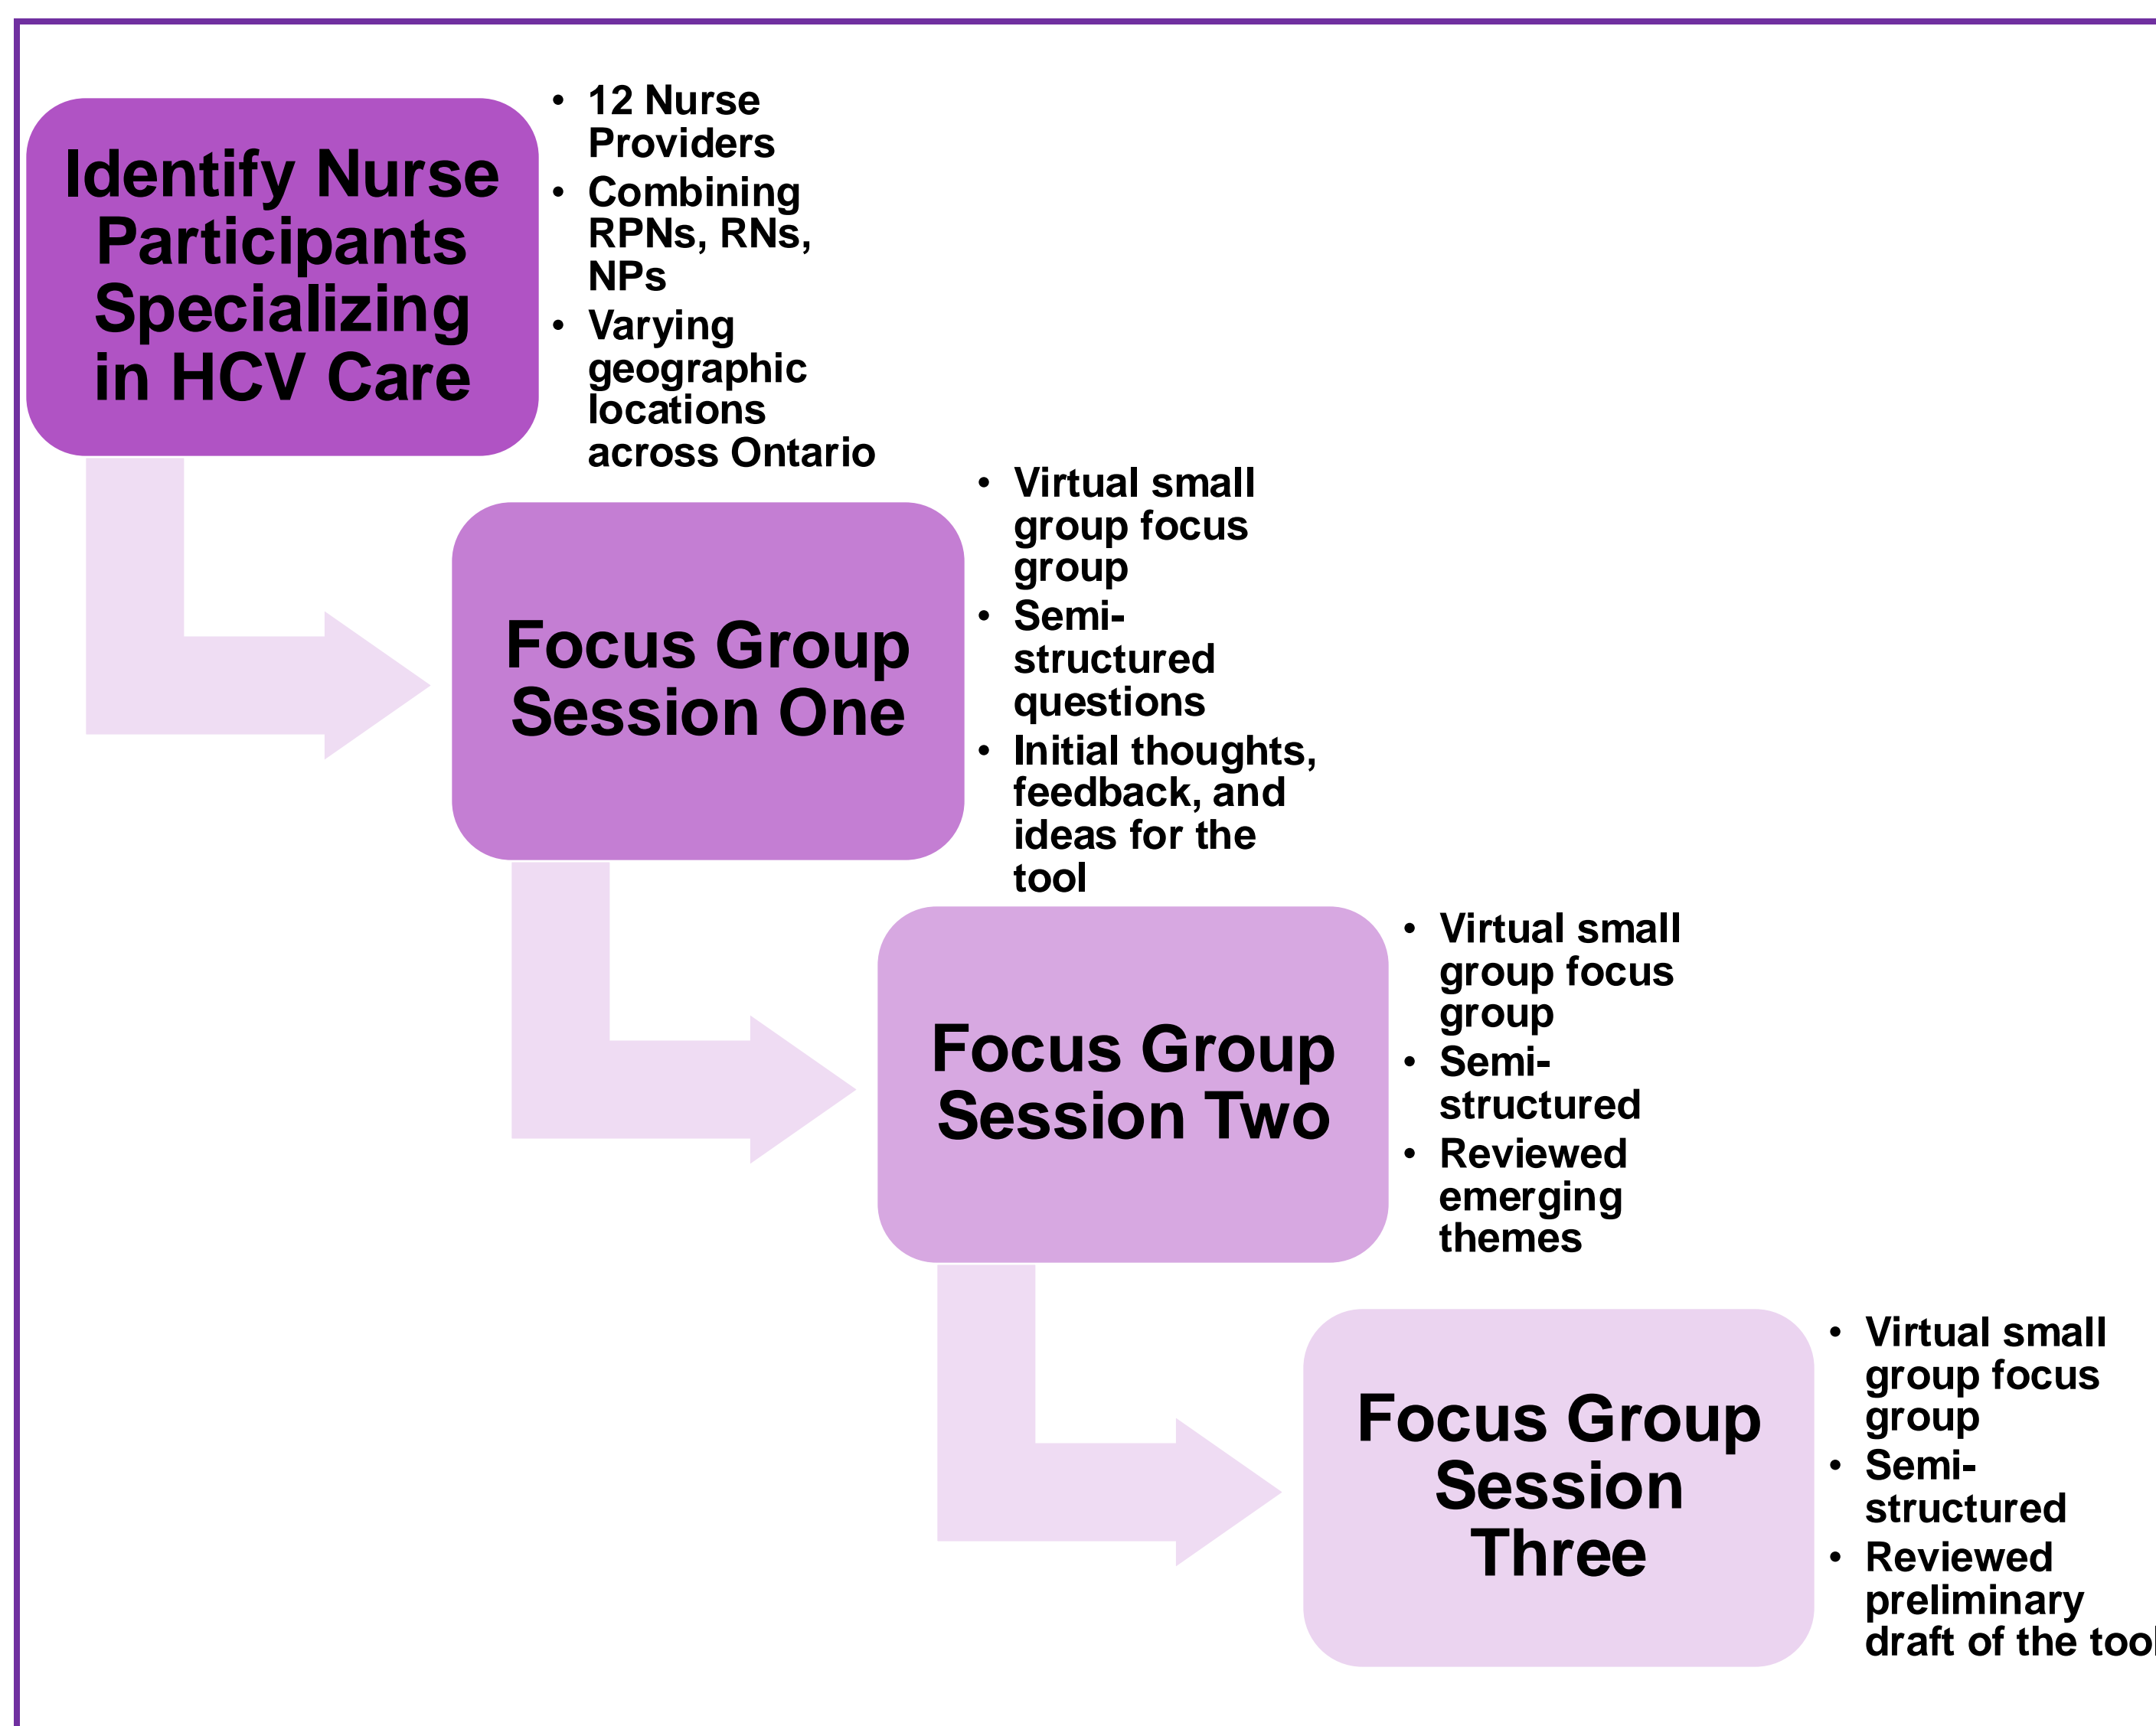 Identify Nurse
Participants
Specializing
in HCV Care
• 12 Nurse
Providers
• Combining
RPNs, RNs,
NPs
• Varying
geographic
locations
across Ontario
Focus Group
Session One
• Virtual small
group focus
group
• Semi-
structured
questions
• Initial thoughts,
feedback, and
ideas for the
tool
Focus Group
Session Two
• Virtual small
group focus
group
• Semi-
structured
• Reviewed
emerging
themes
Focus Group
Session
Three
• Virtual small
group focus
group
• Semi-
structured
• Reviewed
preliminary
draft of the tool